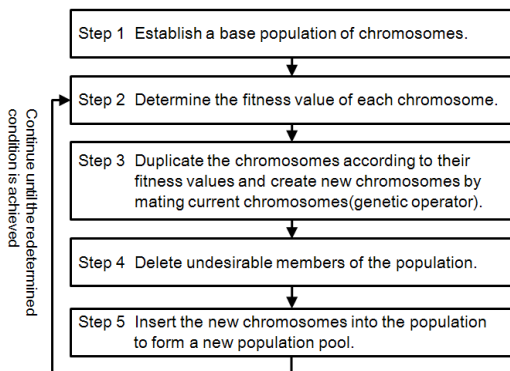 Step 1 Establish a base population of chromosomes.
Step 2 Determine the fitness value of each chromosome.
Step 3 Duplicate the chromosomes according to their
fitness values and create new chromosomes by
mating current chromosomes(genetic operator).
Step 4 Delete undesirable members of the population.
Step 5 Insert the new chromosomes into the population
to form a new population pool.
Continue until the redetermined
condition is achieved